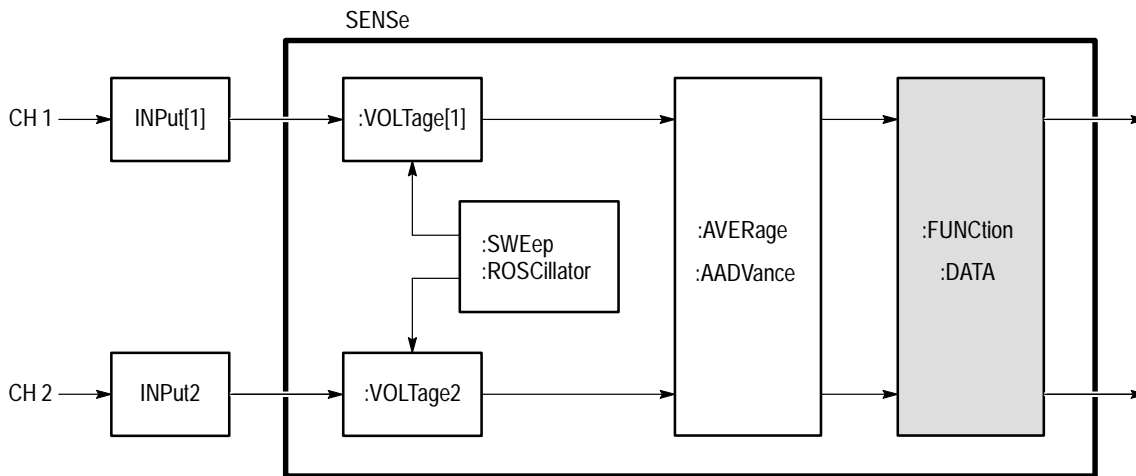 SENSe
CH 1
INPut[1]
:VOLTage[1]
:SWEep
:ROSCillator
:AVERage
:AADVance
:FUNCtion
:DATA
CH 2
INPut2
:VOLTage2